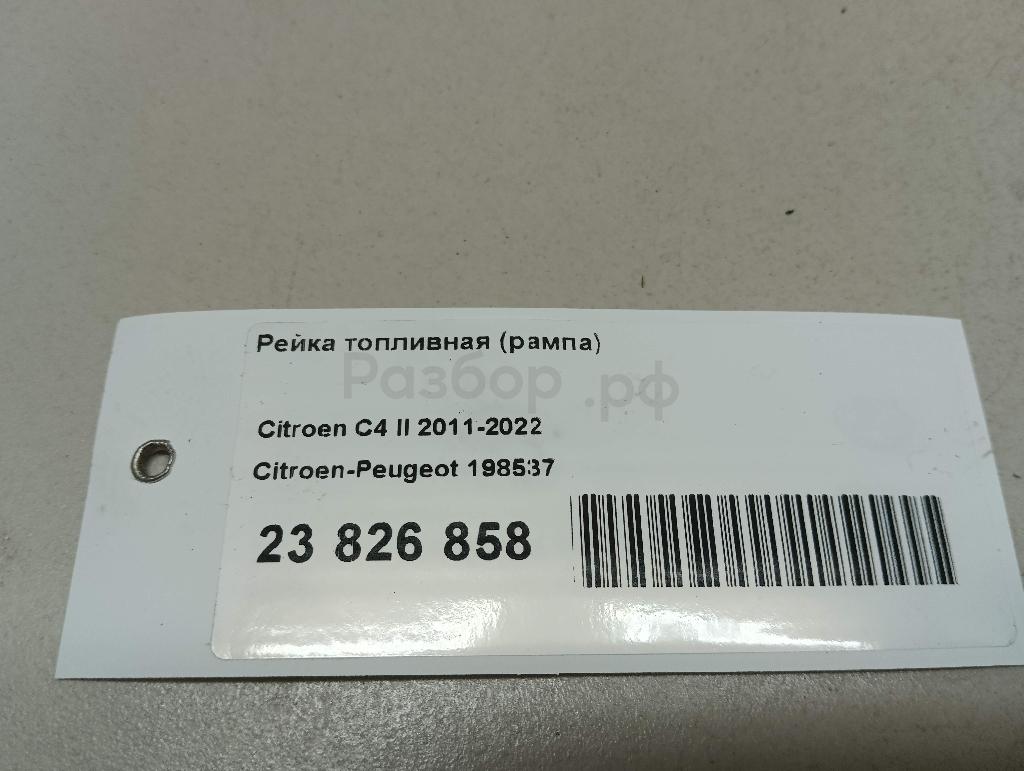 Рейка топливная (рампа)
Разбор.рф
Citroen C4 II 2011-2022
Citroen-Peugeot 198537
23 826 858